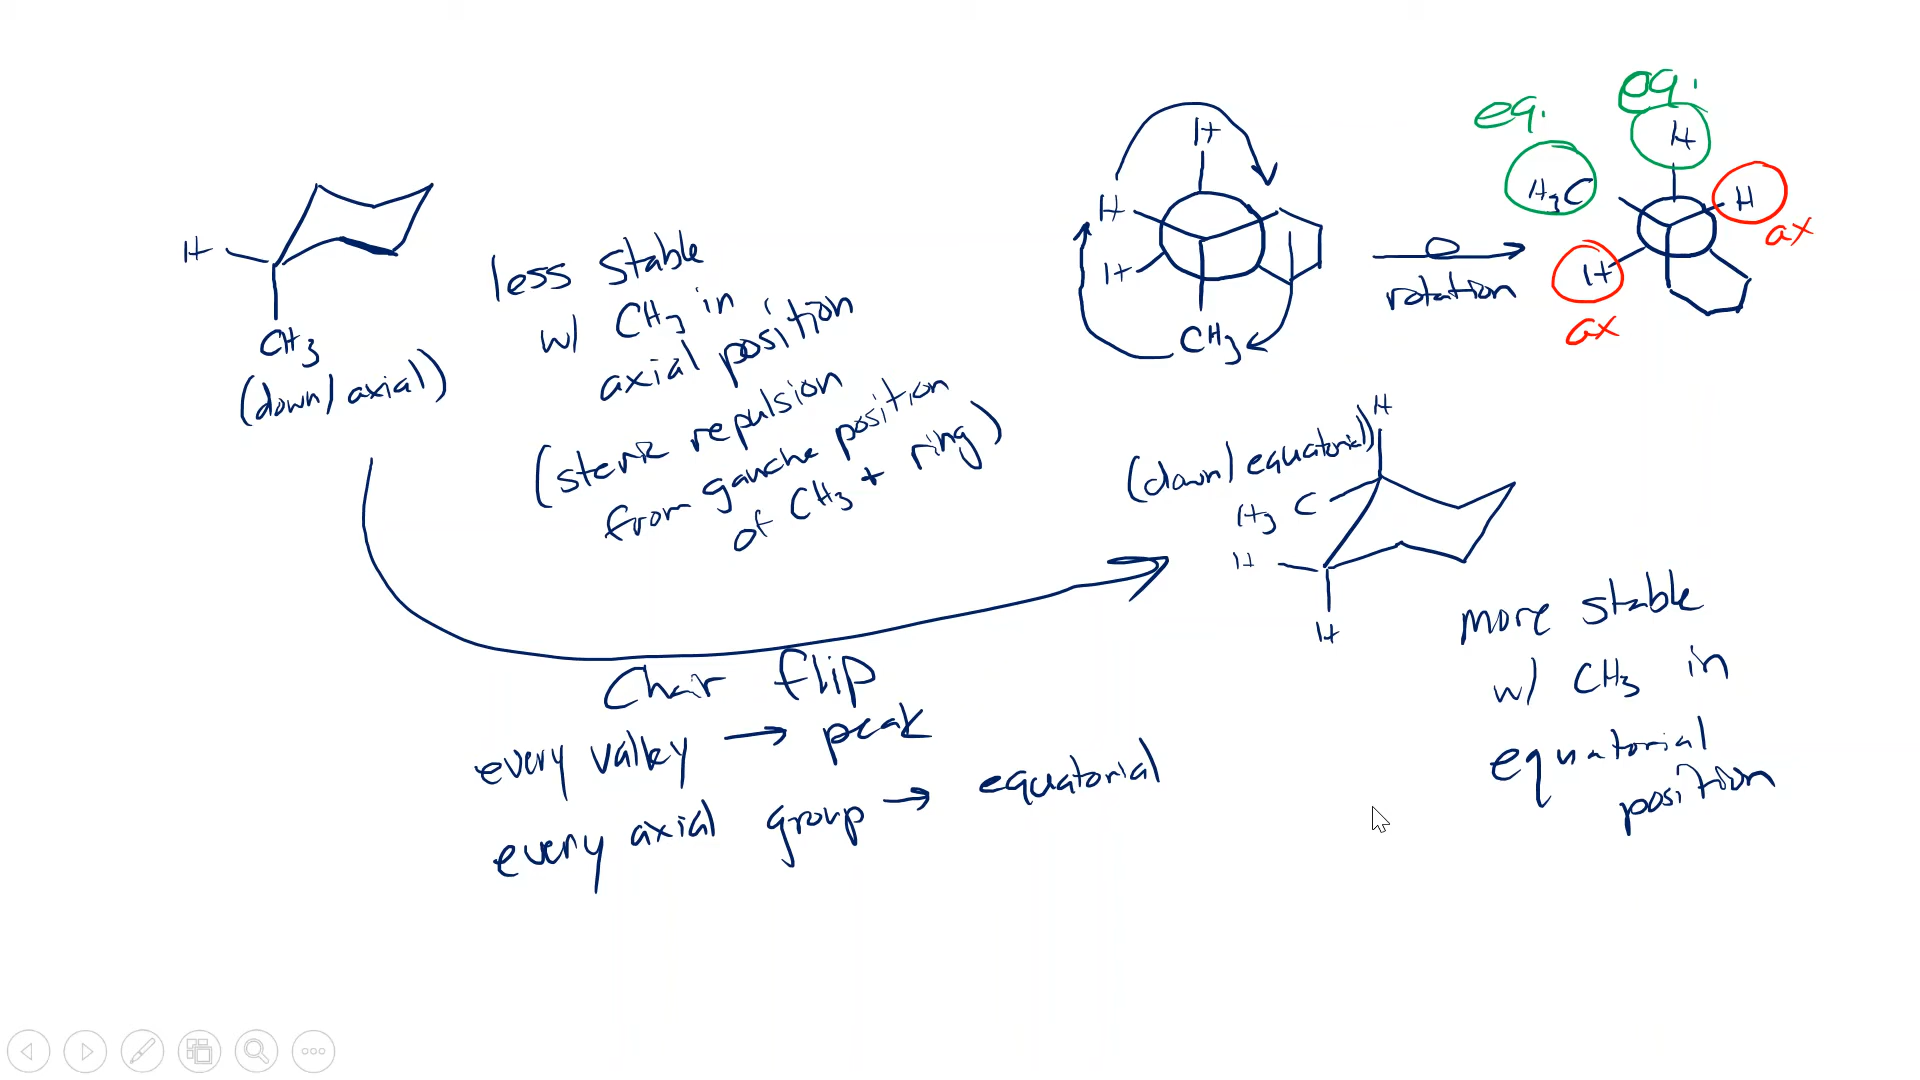 H
CH3
(down/axial)
less stable
w/ CH3 in
axial position
(steric repulsion
from gauche position
of CH3 + ring)
H
H
H
CH3
rotation
eq.
eq.
H
H3C
H
ax
H
ax
(down/equatorial)
H
H3C
H
H
Chair flip
every valley → peak
every axial group → equatorial
more stable
w/ CH3 in
equatorial
position